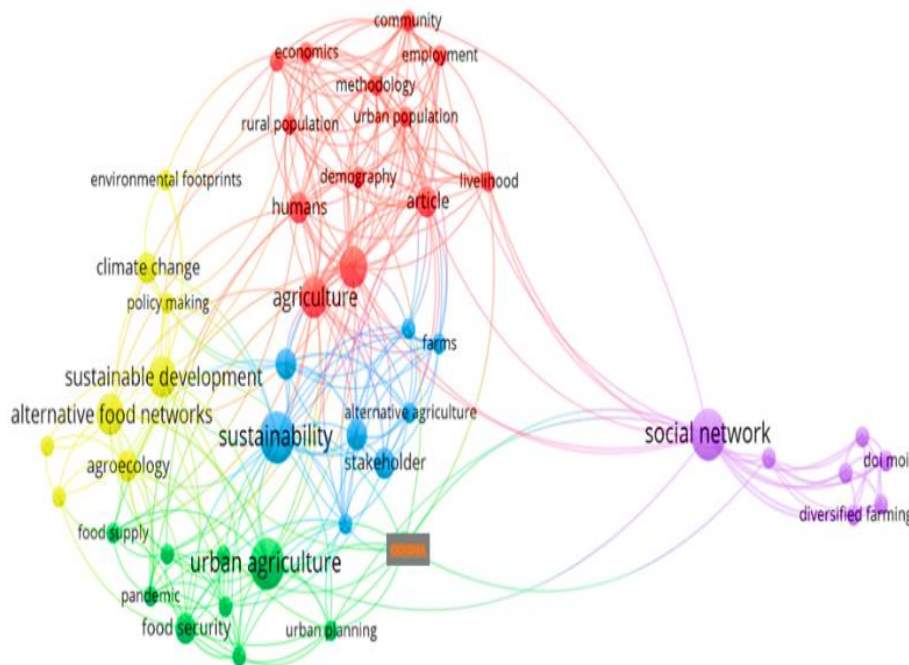 community
economics
employment
methodology
rural population
urban population
environmental footprints
demography
livelihood
humans
article
climate change
agriculture
policy making
farms
sustainable development
alternative food networks
alternative agriculture
sustainability
social network
agroecology
stakeholder
doi moi
diversified farming
food supply
urban agriculture
pandemic
food security
urban planning